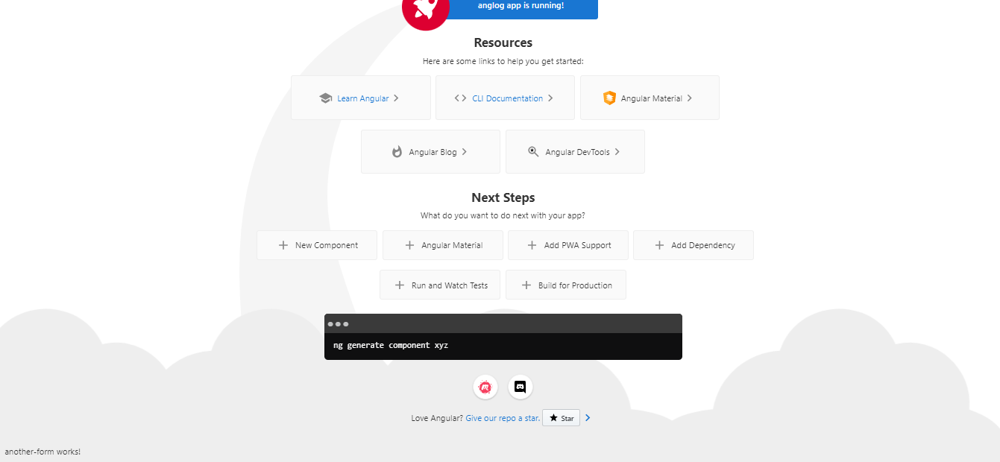 anglog app is running!
Resources
Here are some links to help you get started:
Learn Angular
CLI Documentation
Angular Material
Angular Blog
Angular DevTools
Next Steps
What do you want to do next with your app?
New Component
Angular Material
Add PWA Support
Add Dependency
Run and Watch Tests
Build for Production
ng generate component xyz
m
Love Angular? Give our repo a star. Star
another-form works!